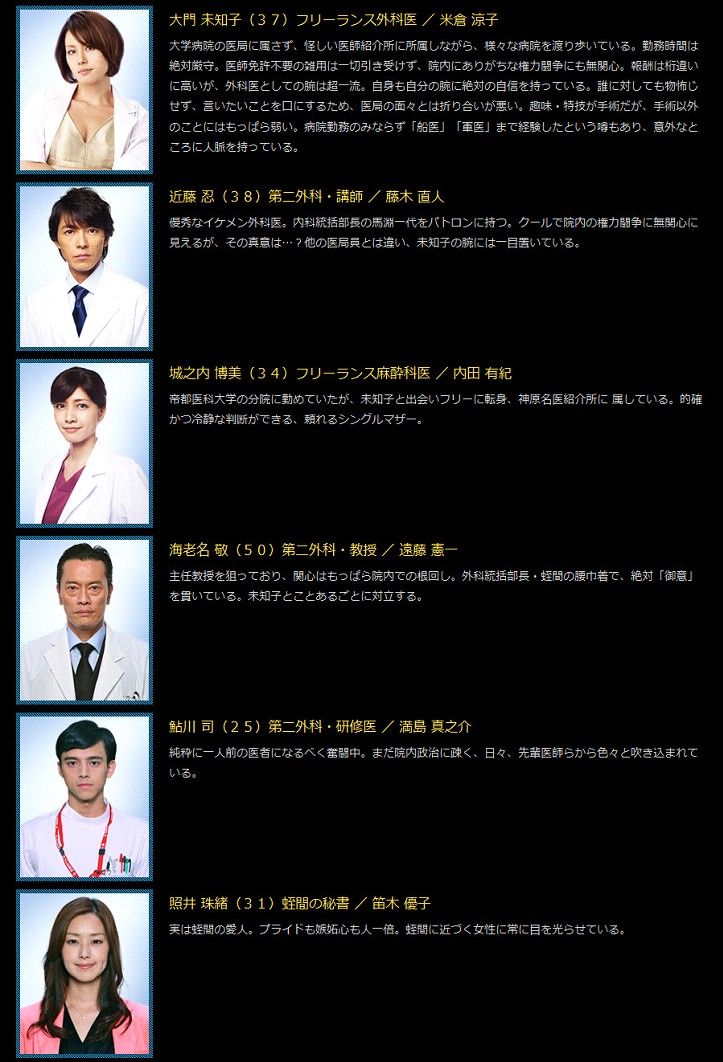 大門 未知子（３７）フリーランス外科医 ／ 米倉 涼子
大学病院の医局に属さず、怪しい医師紹介所に所属しながら、様々な病院を渡り歩いている。勤務時間は
絶対厳守。医師免許不要の雑用は一切引き受けず、院内にありがちな権力闘争にも無関心。報酬は桁違い
に高いが、外科医としての腕は超一流。自身も自分の腕に絶対の自信を持っている。誰に対しても物怖じ
せず、言いたいことを口にするため、医局の面々とは折り合いが悪い。趣味・特技が手術だが、手術以外
のことにはもっぱら弱い。病院勤務のみならず「船医」「軍医」まで経験したという噂もあり、意外なと
ころに人脈を持っている。
近藤 忍（３８）第二外科・講師 ／ 藤木 直人
優秀なイケメン外科医。内科統括部長の馬淵一代をパトロンに持つ。クールで院内の権力闘争に無関心に
見えるが、その真意は…？他の医局員とは違い、未知子の腕には一目置いている。
城之内 博美（３４）フリーランス麻酔科医 ／ 内田 有紀
帝都医科大学の分院に勤めていたが、未知子と出会いフリーに転身、神原名医紹介所に 属している。的確
かつ冷静な判断ができる、頼れるシングルマザー。
海老名 敬（５０）第二外科・教授 ／ 遠藤 憲一
主任教授を狙っており、関心はもっぱら院内での根回し。外科統括部長・蛭間の腰巾着で、絶対「御意」
を貫いている。未知子とことあるごとに対立する。
鮎川 司（２５）第二外科・研修医 ／ 満島 真之介
純粋に一人前の医者になるべく奮闘中。まだ院内政治に疎く、日々、先輩医師らから色々と吹き込まれて
いる。
照井 珠緒（３１）蛭間の秘書 ／ 笛木 優子
実は蛭間の愛人。プライドも嫉妬心も人一倍。蛭間に近づく女性に常に目を光らせている。